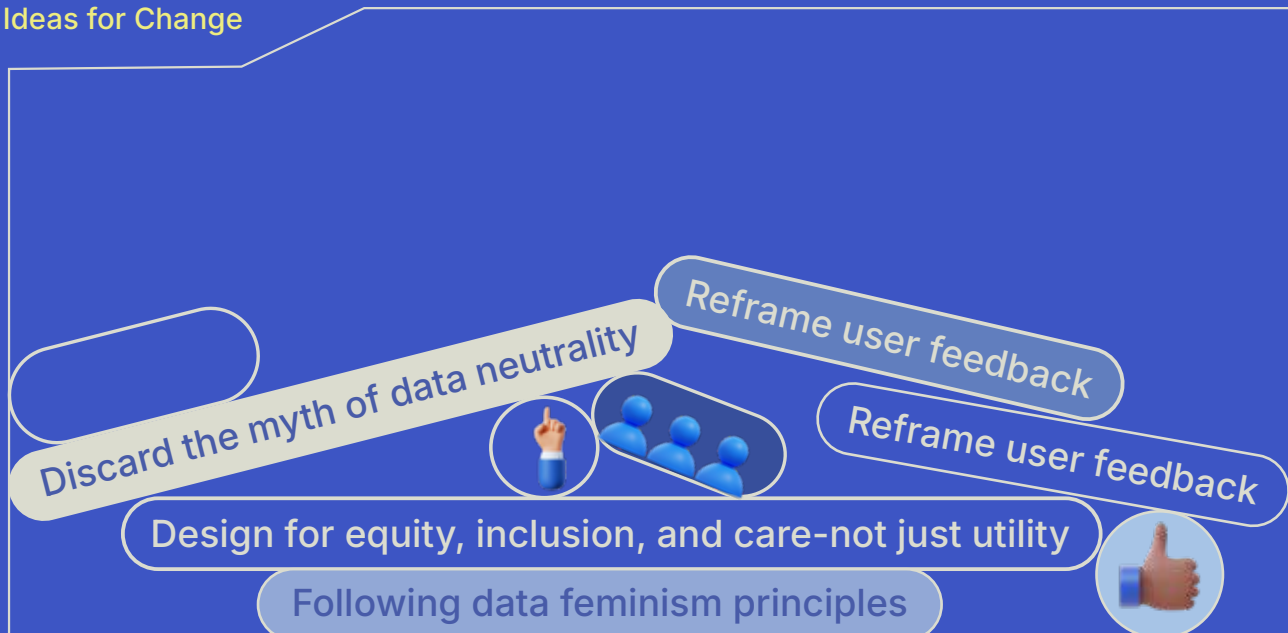 Ideas for Change
Reframe user feedback
Discard the myth of data neutrality
Reframe user feedback
Design for equity, inclusion, and care-not just utility
Following data feminism principles